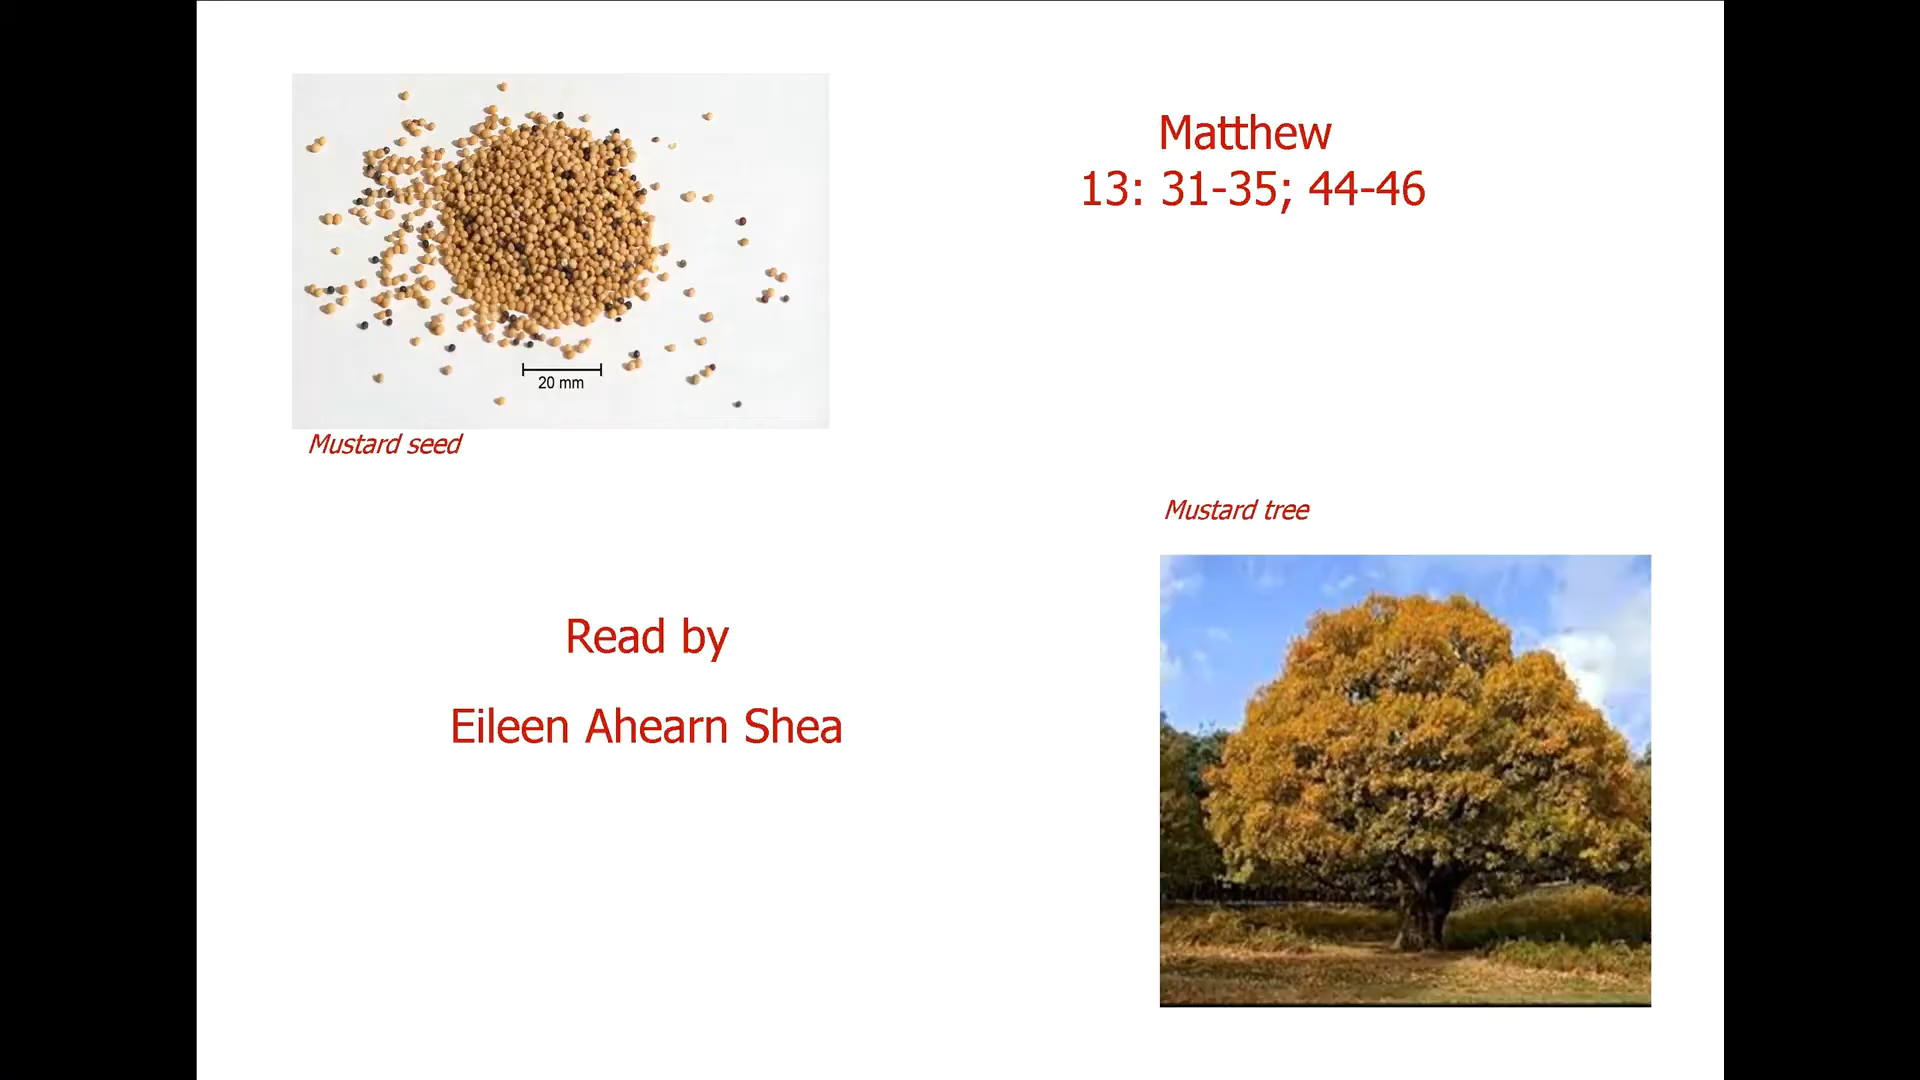 Matthew
13: 31-35; 44-46
20 mm
Mustard seed
Mustard tree
Read by
Eileen Ahearn Shea